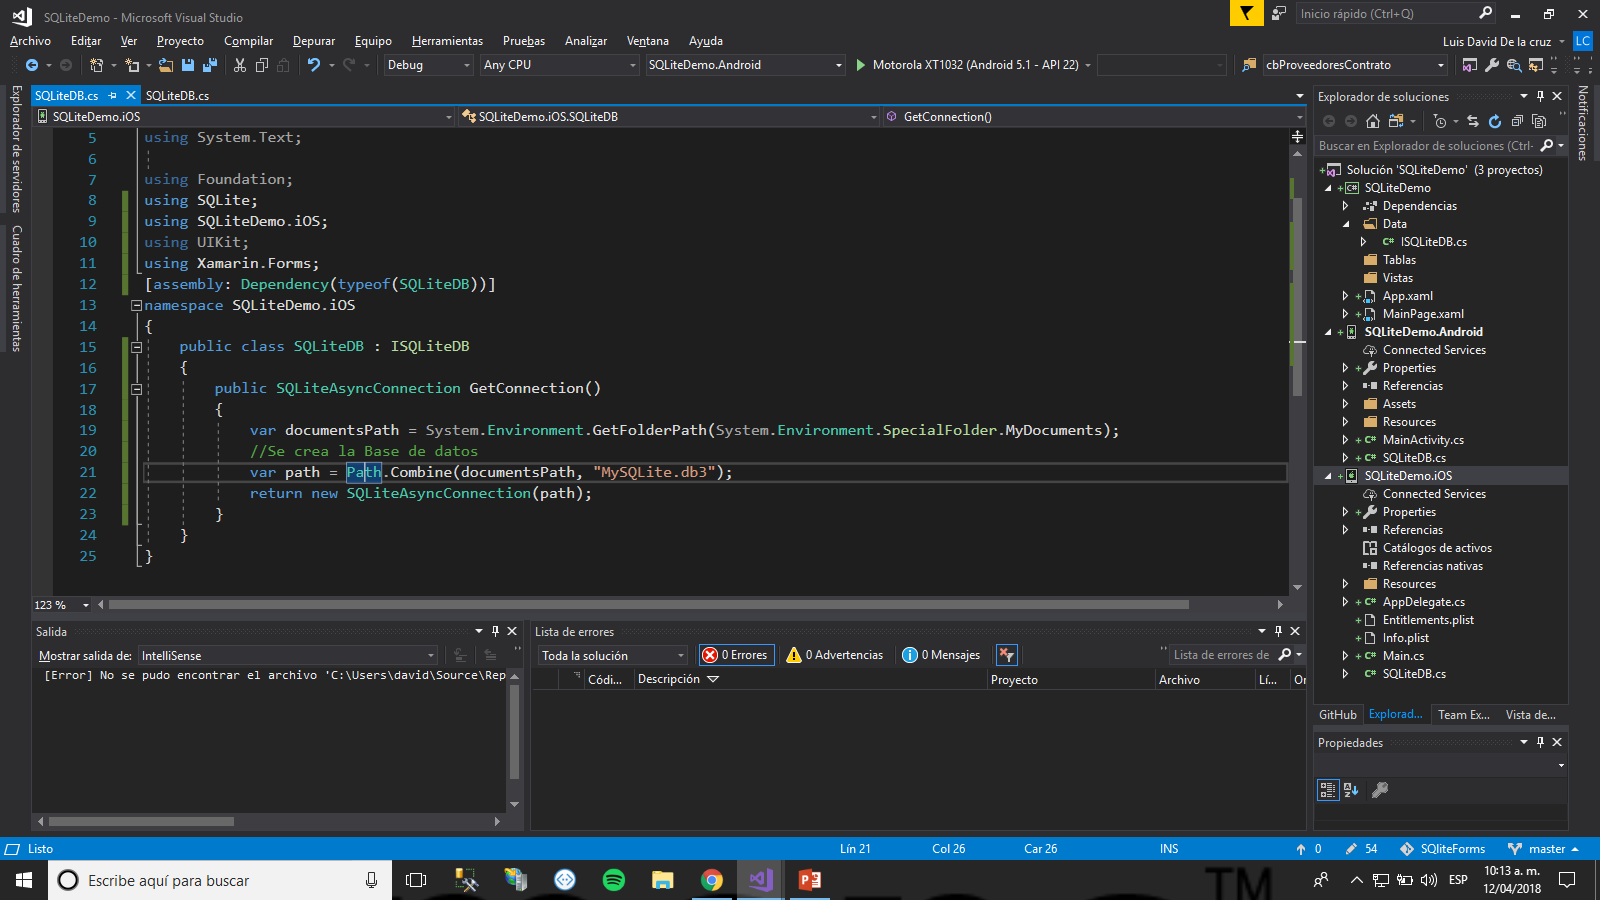 SQLiteDemo - Microsoft Visual Studio
Inicio rápido (Ctrl+Q)
Archivo Editar Ver Proyecto Compilar Depurar Equipo Herramientas Pruebas Analizar Ventana Ayuda
Luis David De la cruz LC
Debug Any CPU SQLiteDemo.Android Motorola XT1032 (Android 5.1 - API 22) cbProveedoresContrato
Explorador de servidores
Cuadro de herramientas
SQLiteDB.cs SQLiteDB.cs
SQLiteDemo.iOS SQLiteDemo.iOS.SQLiteDB GetConnection()
5 using System.Text;
6
7 using Foundation;
8 using SQLite;
9 using SQLiteDemo.iOS;
10 using UIKit;
11 using Xamarin.Forms;
12 [assembly: Dependency(typeof(SQLiteDB))]
13 namespace SQLiteDemo.iOS
14 {
15 public class SQLiteDB : ISQLiteDB
16 {
17 public SQLiteAsyncConnection GetConnection()
18 {
19 var documentsPath = System.Environment.GetFolderPath(System.Environment.SpecialFolder.MyDocuments);
20 //Se crea la Base de datos
21 var path = Path.Combine(documentsPath, "MySQLite.db3");
22 return new SQLiteAsyncConnection(path);
23 }
24 }
25 }
123 %
Salida
Mostrar salida de: IntelliSense
[Error] No se pudo encontrar el archivo 'C:\Users\david\Source\Rep
Lista de errores
Toda la solución 0 Errores 0 Advertencias 0 Mensajes Lista de errores de
Códi... Descripción Proyecto Archivo Lí... Or
Explorador de soluciones
Buscar en Explorador de soluciones (Ctrl-
Solución 'SQLiteDemo' (3 proyectos)
C# SQLiteDemo
Dependencias
Data
C# ISQLiteDB.cs
Tablas
Vistas
App.xaml
MainPage.xaml
SQLiteDemo.Android
Connected Services
Properties
Referencias
Assets
Resources
C# MainActivity.cs
C# SQLiteDB.cs
SQLiteDemo.iOS
Connected Services
Properties
Referencias
Catálogos de activos
Referencias nativas
Resources
C# AppDelegate.cs
Entitlements.plist
Info.plist
C# Main.cs
C# SQLiteDB.cs
GitHub Explorad... Team Ex... Vista de...
Propiedades
Notificaciones
Listo Lín 21 Col 26 Car 26 INS 0 54 SQliteForms master
Escribe aquí para buscar
TM
ESP
10:13 a. m.
12/04/2018